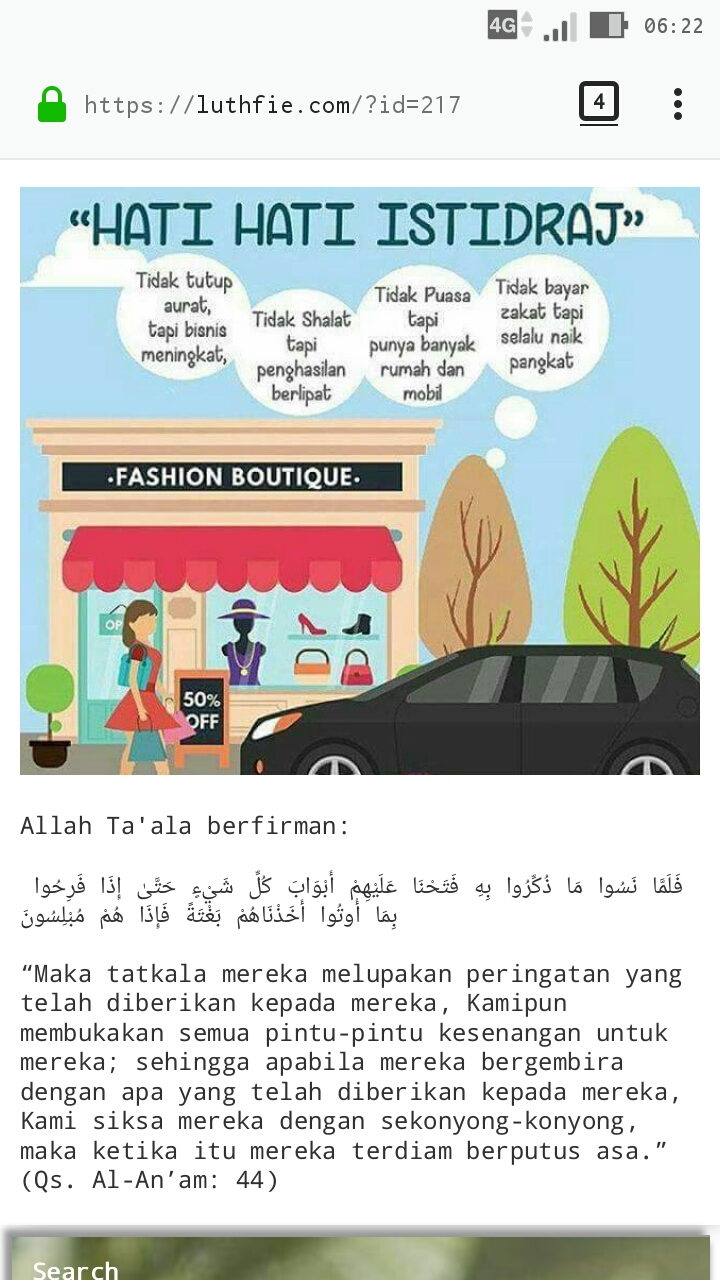 4G
06:22
https://luthfie.com/?id=217
4
“HATI HATI ISTIDRAJ”
Tidak tutup
aurat,
tapi bisnis
meningkat,
Tidak Shalat
tapi
penghasilan
berlipat
Tidak Puasa
tapi
punya banyak
rumah dan
mobil
Tidak bayar
zakat tapi
selalu naik
pangkat
·FASHION BOUTIQUE·
OP
50%
OFF
Allah Ta'ala berfirman:
فَلَمَّا نَسُوا مَا ذُكِّرُوا بِهِ فَتَحْنَا عَلَيْهِمْ أَبْوَابَ كُلِّ شَيْءٍ حَتَّىٰ إِذَا فَرِحُوا
بِمَا أُوتُوا أَخَذْنَاهُمْ بَغْتَةً فَإِذَا هُمْ مُبْلِسُونَ
“Maka tatkala mereka melupakan peringatan yang
telah diberikan kepada mereka, Kamipun
membukakan semua pintu-pintu kesenangan untuk
mereka; sehingga apabila mereka bergembira
dengan apa yang telah diberikan kepada mereka,
Kami siksa mereka dengan sekonyong-konyong,
maka ketika itu mereka terdiam berputus asa.”
(Qs. Al-An’am: 44)
Search